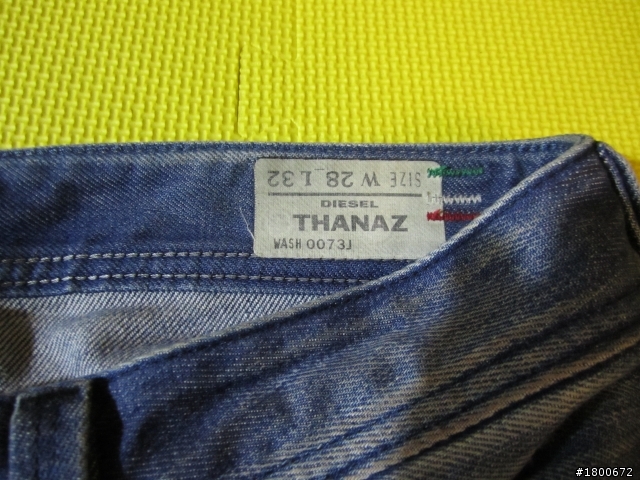 SIZE W 28 L 32
DIESEL
THANAZ
WASH 0073J
#1800672